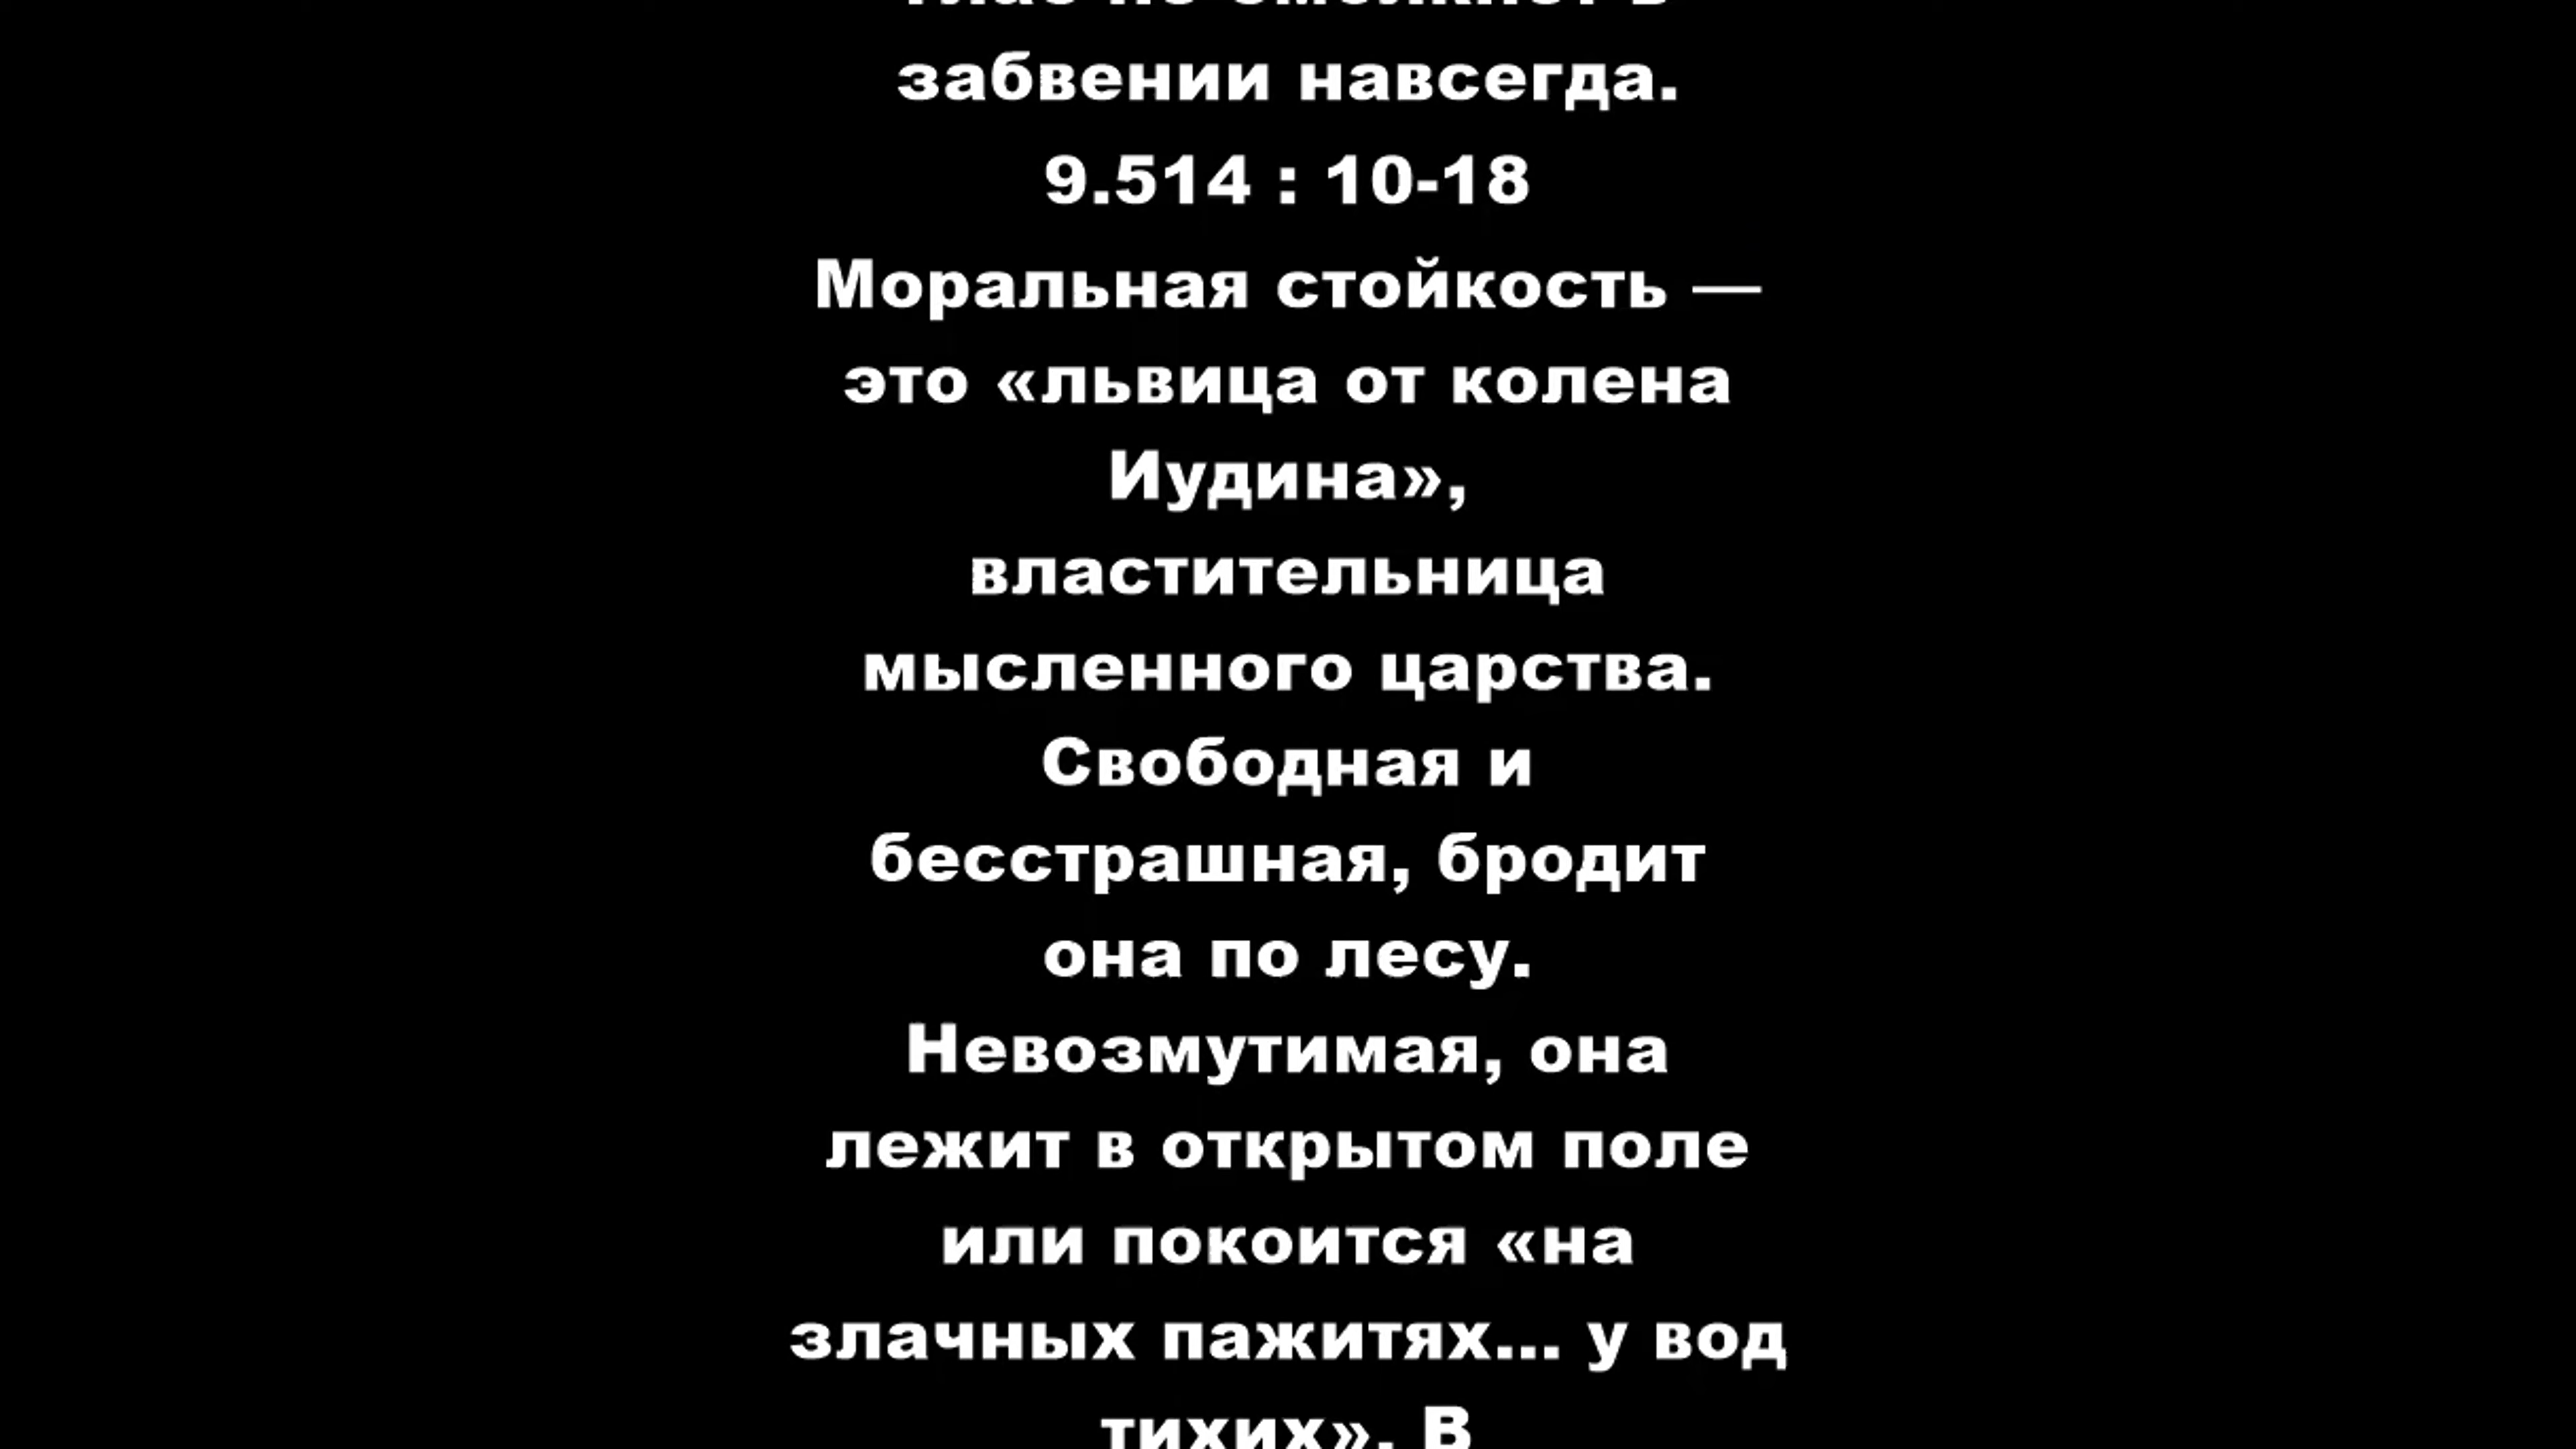 забвении навсегда.
9.514 : 10-18
Моральная стойкость —
это «львица от колена
Иудина»,
властительница
мысленного царства.
Свободная и
бесстрашная, бродит
она по лесу.
Невозмутимая, она
лежит в открытом поле
или покоится «на
злачных пажитях... у вод
тихих». В